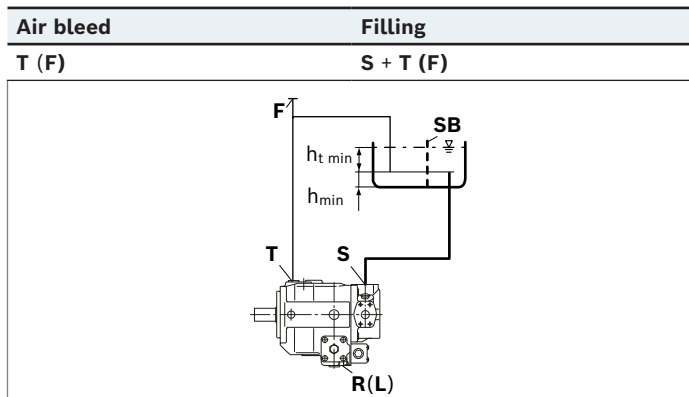 Air bleed Filling
T (F) S + T (F)
F
SB
ht min
hmin
T S
R(L)